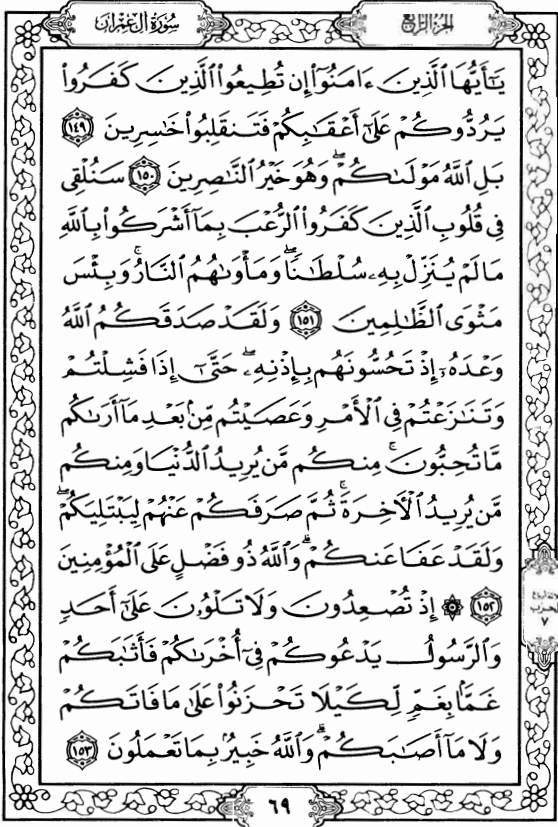 سورة آل عمران
الجزء الرابع
يَٰٓأَيُّهَا ٱلَّذِينَ ءَامَنُوٓا۟ إِن تُطِيعُوا۟ ٱلَّذِينَ كَفَرُوا۟
يَرُدُّوكُمْ عَلَىٰٓ أَعْقَٰبِكُمْ فَتَنقَلِبُوا۟ خَٰسِرِينَ ١٤٩
بَلِ ٱللَّهُ مَوْلَىٰكُمْ ۖ وَهُوَ خَيْرُ ٱلنَّٰصِرِينَ ١٥٠ سَنُلْقِى
فِى قُلُوبِ ٱلَّذِينَ كَفَرُوا۟ ٱلرُّعْبَ بِمَآ أَشْرَكُوا۟ بِٱللَّهِ
مَا لَمْ يُنَزِّلْ بِهِۦ سُلْطَٰنًا ۖ وَمَأْوَىٰهُمُ ٱلنَّارُ ۚ وَبِئْسَ
مَثْوَى ٱلظَّٰلِمِينَ ١٥١ وَلَقَدْ صَدَقَكُمُ ٱللَّهُ
وَعْدَهُۥٓ إِذْ تَحُسُّونَهُم بِإِذْنِهِۦ ۖ حَتَّىٰٓ إِذَا فَشِلْتُمْ
وَتَنَٰزَعْتُمْ فِى ٱلْأَمْرِ وَعَصَيْتُم مِّنۢ بَعْدِ مَآ أَرَىٰكُم
مَّا تُحِبُّونَ ۚ مِنكُم مَّن يُرِيدُ ٱلدُّنْيَا وَمِنكُم
مَّن يُرِيدُ ٱلْءَاخِرَةَ ۚ ثُمَّ صَرَفَكُمْ عَنْهُمْ لِيَبْتَلِيَكُمْ ۖ
وَلَقَدْ عَفَا عَنكُمْ ۗ وَٱللَّهُ ذُو فَضْلٍ عَلَى ٱلْمُؤْمِنِينَ
١٥٢ ۞ إِذْ تُصْعِدُونَ وَلَا تَلْوُۥنَ عَلَىٰٓ أَحَدٍ
وَٱلرَّسُولُ يَدْعُوكُمْ فِىٓ أُخْرَىٰكُمْ فَأَثَٰبَكُمْ
غَمًّۢا بِغَمٍّ لِّكَيْلَا تَحْزَنُوا۟ عَلَىٰ مَا فَاتَكُمْ
وَلَا مَآ أَصَٰبَكُمْ ۗ وَٱللَّهُ خَبِيرٌۢ بِمَا تَعْمَلُونَ ١٥٣
الحزب
٧
٦٩